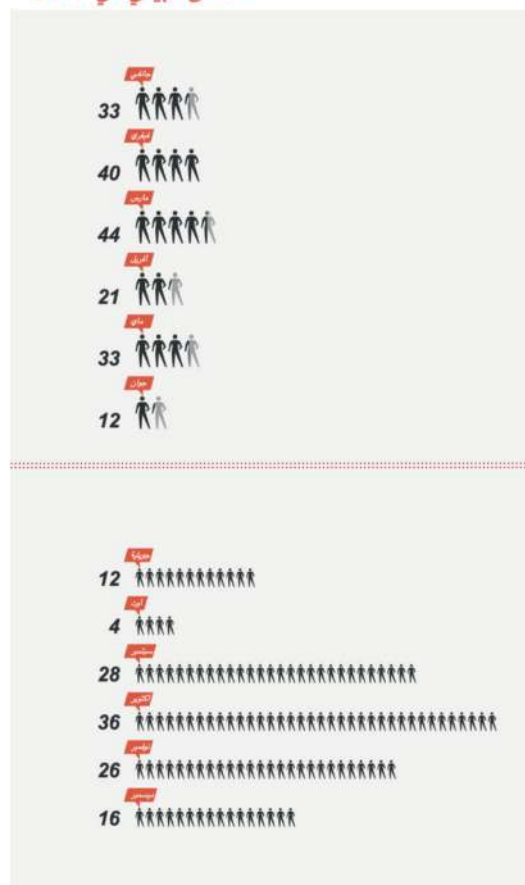 جانفي
33
فيفري
40
مارس
44
أفريل
21
ماي
33
جوان
12
جويلية
12
أوت
4
سبتمبر
28
اكتوبر
36
نوفمبر
26
ديسمبر
16